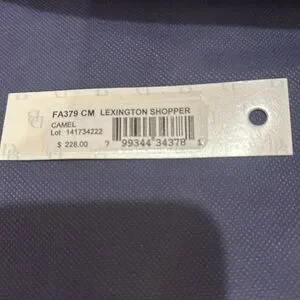 FA379 CM LEXINGTON SHOPPER
CAMEL
Lot 141734222
$ 228.00
7 99344 34378 1